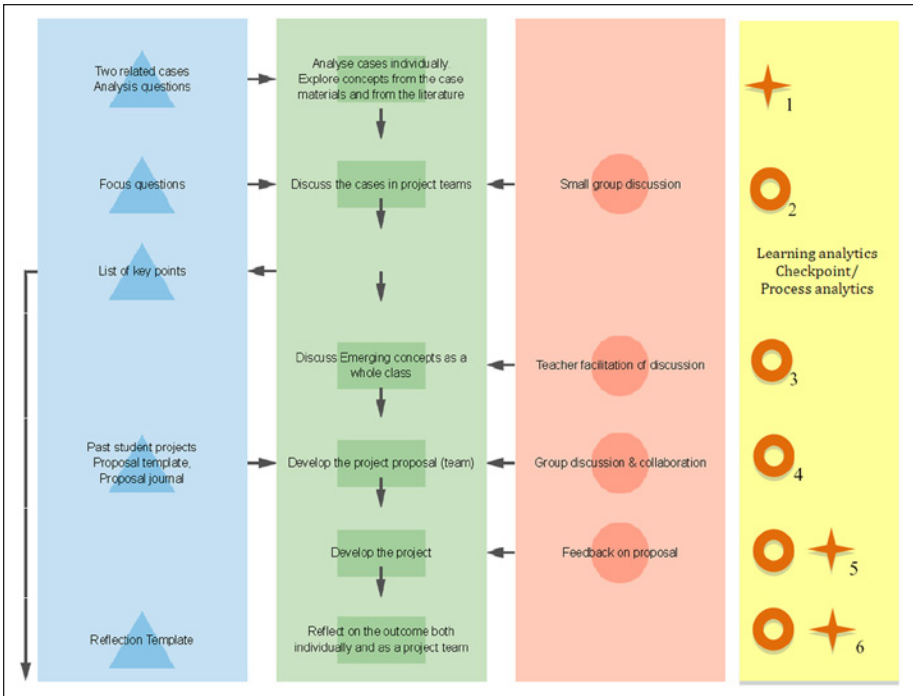 Two related cases
Analysis questions
Analyse cases individually.
Explore concepts from the case
materials and from the literature
1
Focus questions
Discuss the cases in project teams
Small group discussion
2
List of key points
Learning analytics
Checkpoint/
Process analytics
Discuss Emerging concepts as a
whole class
Teacher facilitation of discussion
3
Past student projects
Proposal template,
Proposal journal
Develop the project proposal (team)
Group discussion & collaboration
4
Develop the project
Feedback on proposal
5
Reflection Template
Reflect on the outcome both
individually and as a project team
6